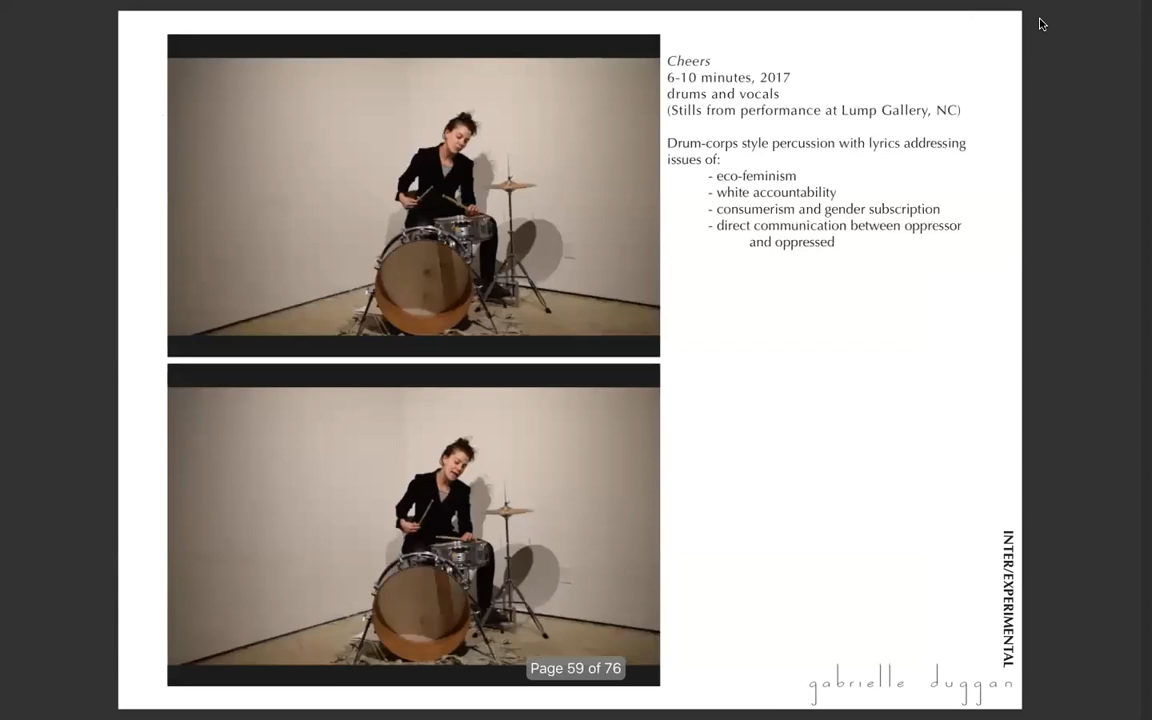 Cheers
6-10 minutes, 2017
drums and vocals
(Stills from performance at Lump Gallery, NC)
Drum-corps style percussion with lyrics addressing
issues of:
- eco-feminism
- white accountability
- consumerism and gender subscription
- direct communication between oppressor
and oppressed
INTER/EXPERIMENTAL
Page 59 of 76
gabrielle duggan